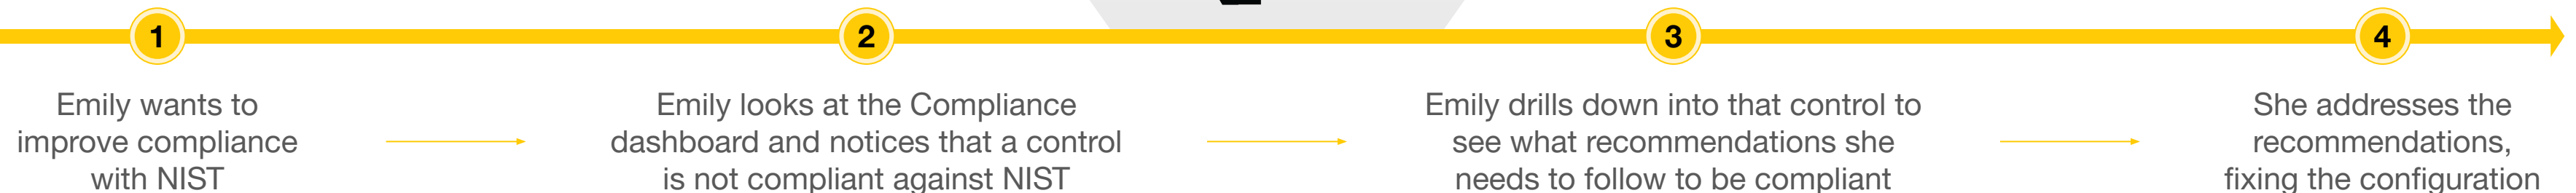 1
2
3
4
Emily wants to
improve compliance
with NIST
Emily looks at the Compliance
dashboard and notices that a control
is not compliant against NIST
Emily drills down into that control to
see what recommendations she
needs to follow to be compliant
She addresses the
recommendations,
fixing the configuration